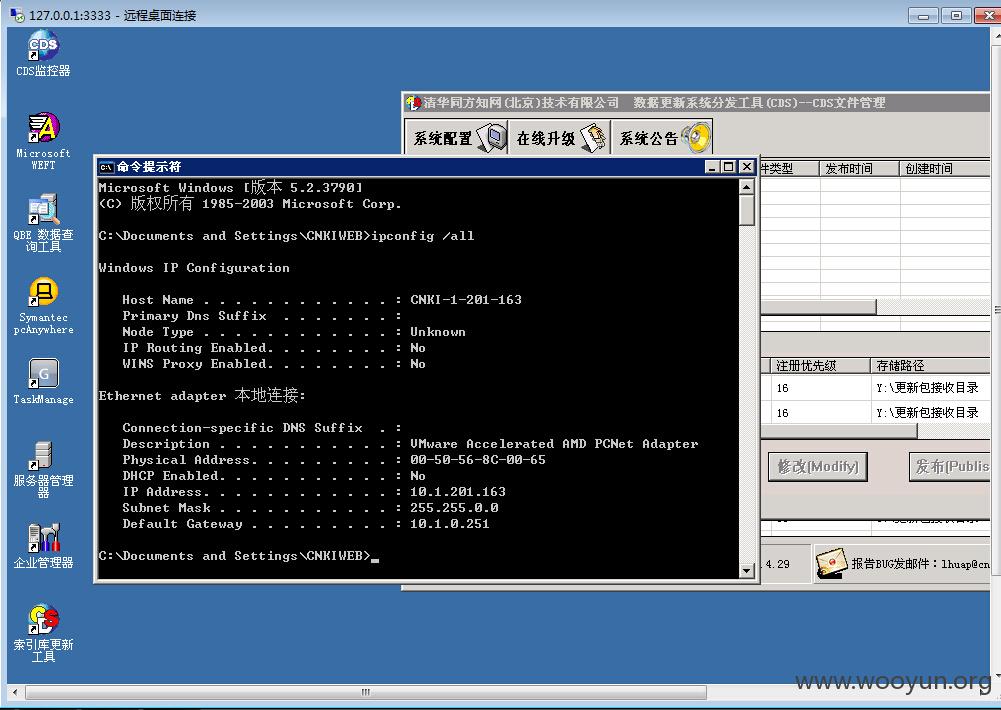 127.0.0.1:3333 - 远程桌面连接
CDS监控器
Microsoft
WEFT
QBE 数据查
询工具
Symantec
pcAnywhere
TaskManage
服务器管理
器
企业管理器
索引库更新
工具
清华同方知网(北京)技术有限公司 数据更新系统分发工具(CDS)--CDS文件管理
系统配置 在线升级 系统公告
件类型 发布时间 创建时间
命令提示符
Microsoft Windows [版本 5.2.3790]
(C) 版权所有 1985-2003 Microsoft Corp.
C:\Documents and Settings\CNKIWEB>ipconfig /all
Windows IP Configuration
Host Name . . . . . . . . . . . . : CNKI-1-201-163
Primary Dns Suffix . . . . . . . :
Node Type . . . . . . . . . . . . : Unknown
IP Routing Enabled. . . . . . . . : No
WINS Proxy Enabled. . . . . . . . : No
Ethernet adapter 本地连接:
Connection-specific DNS Suffix . :
Description . . . . . . . . . . . : VMware Accelerated AMD PCNet Adapter
Physical Address. . . . . . . . . : 00-50-56-8C-00-65
DHCP Enabled. . . . . . . . . . . : No
IP Address. . . . . . . . . . . . : 10.1.201.163
Subnet Mask . . . . . . . . . . . : 255.255.0.0
Default Gateway . . . . . . . . . : 10.1.0.251
C:\Documents and Settings\CNKIWEB>_
注册优先级 存储路径
16 Y:\更新包接收目录
16 Y:\更新包接收目录
修改(Modify) 发布(Publis
.4.29 报告BUG发邮件：lhuap@cn
www.wooyun.org